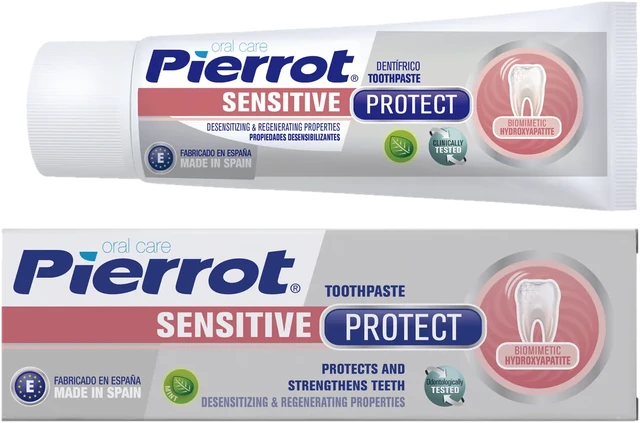 oral care
Pierrot®
DENTÍFRICO
TOOTHPASTE
SENSITIVE PROTECT
DESENSITIZING & REGENERATING PROPERTIES
PROPIEDADES DESENSIBILIZANTES
E
FABRICADO EN ESPAÑA
MADE IN SPAIN
CLINICALLY
TESTED
BIOMIMETIC
HYDROXYAPATITE
oral care
Pierrot®
TOOTHPASTE
SENSITIVE PROTECT
PROTECTS AND
STRENGTHENS TEETH
DESENSITIZING & REGENERATING PROPERTIES
E
FABRICADO EN ESPAÑA
MADE IN SPAIN
MINT
Odontologically
TESTED
BIOMIMETIC
HYDROXYAPATITE